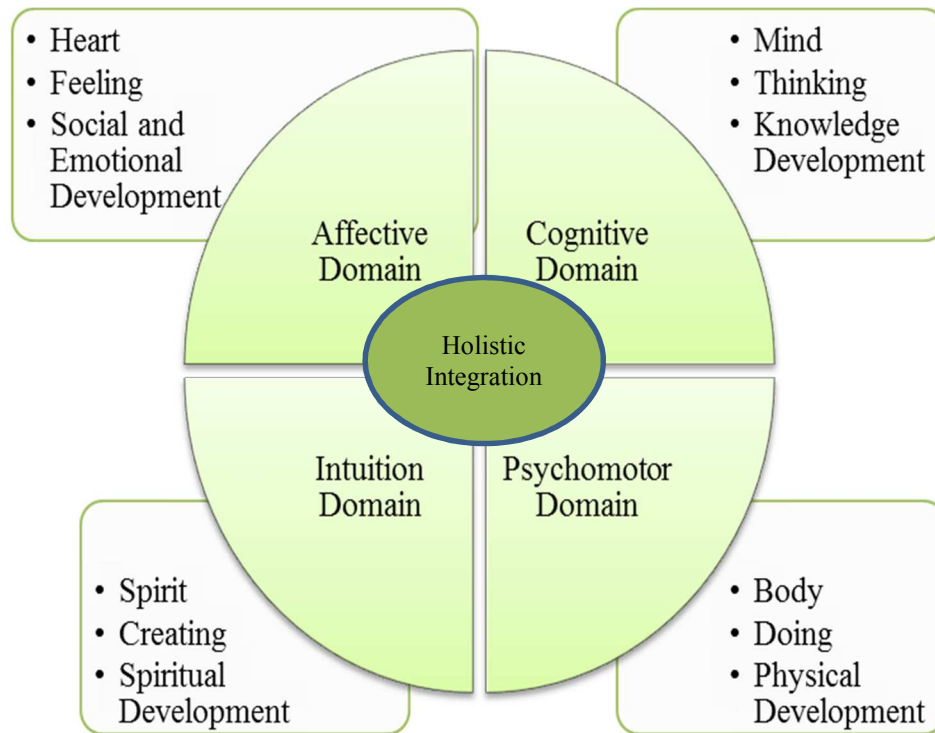 • Heart
• Feeling
• Social and
Emotional
Development
• Mind
• Thinking
• Knowledge
Development
Affective
Domain
Cognitive
Domain
Holistic
Integration
Intuition
Domain
Psychomotor
Domain
• Spirit
• Creating
• Spiritual
Development
• Body
• Doing
• Physical
Development